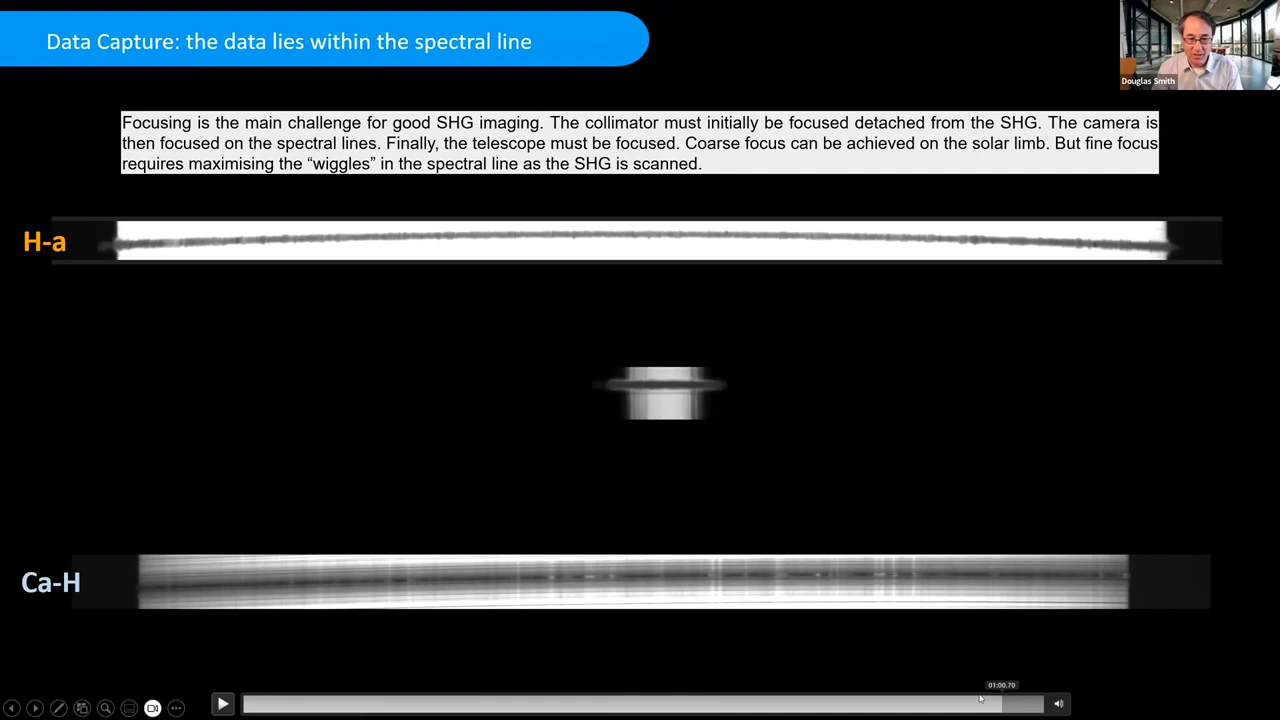 Data Capture: the data lies within the spectral line
Douglas Smith
Focusing is the main challenge for good SHG imaging. The collimator must initially be focused detached from the SHG. The camera is
then focused on the spectral lines. Finally, the telescope must be focused. Coarse focus can be achieved on the solar limb. But fine focus
requires maximising the “wiggles” in the spectral line as the SHG is scanned.
H-a
Ca-H
01:00.70